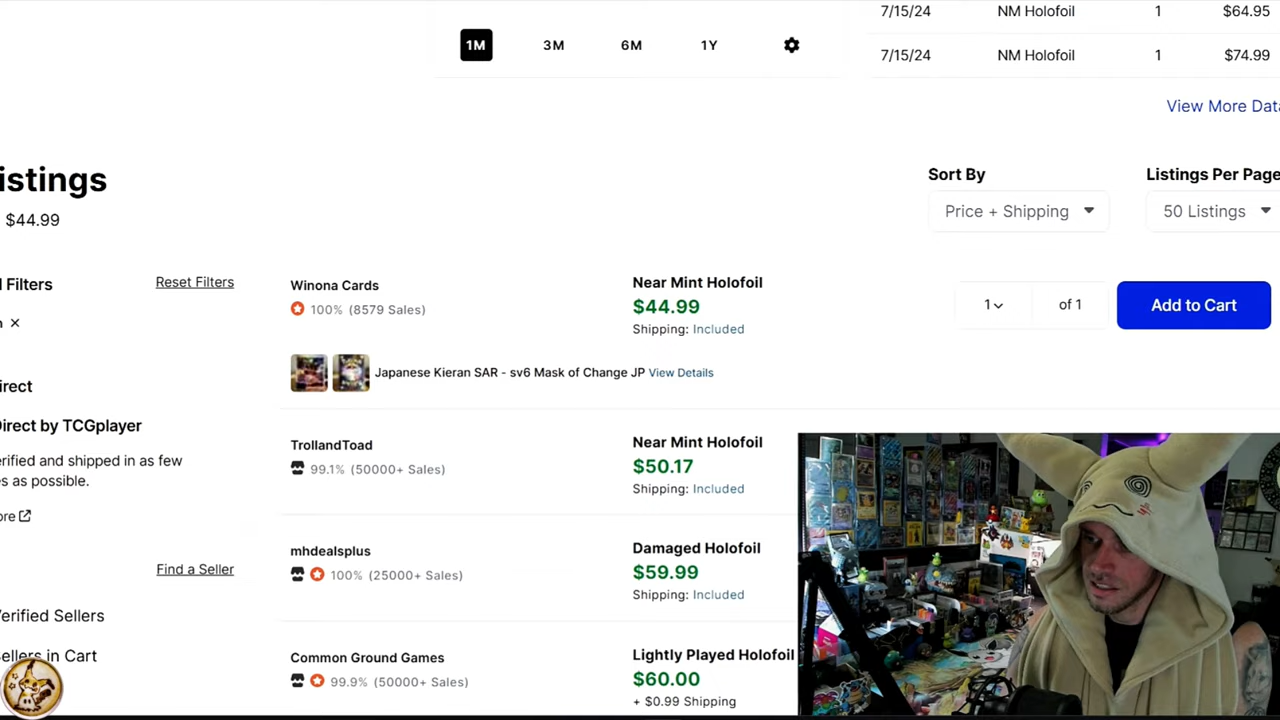 7/15/24 NM Holofoil 1 $64.95
1M 3M 6M 1Y
7/15/24 NM Holofoil 1 $74.99
View More Data
istings
$44.99
Sort By Listings Per Page
Price + Shipping 50 Listings
Filters Reset Filters
Winona Cards
100% (8579 Sales)
Near Mint Holofoil
$44.99
Shipping: Included
1 of 1 Add to Cart
Japanese Kieran SAR - sv6 Mask of Change JP View Details
irect
irect by TCGplayer
erified and shipped in as few
es as possible.
ore
TrollandToad
99.1% (50000+ Sales)
Near Mint Holofoil
$50.17
Shipping: Included
Find a Seller
mhdealsplus
100% (25000+ Sales)
Damaged Holofoil
$59.99
Shipping: Included
erified Sellers
ellers in Cart
Common Ground Games
99.9% (50000+ Sales)
Lightly Played Holofoil
$60.00
+ $0.99 Shipping